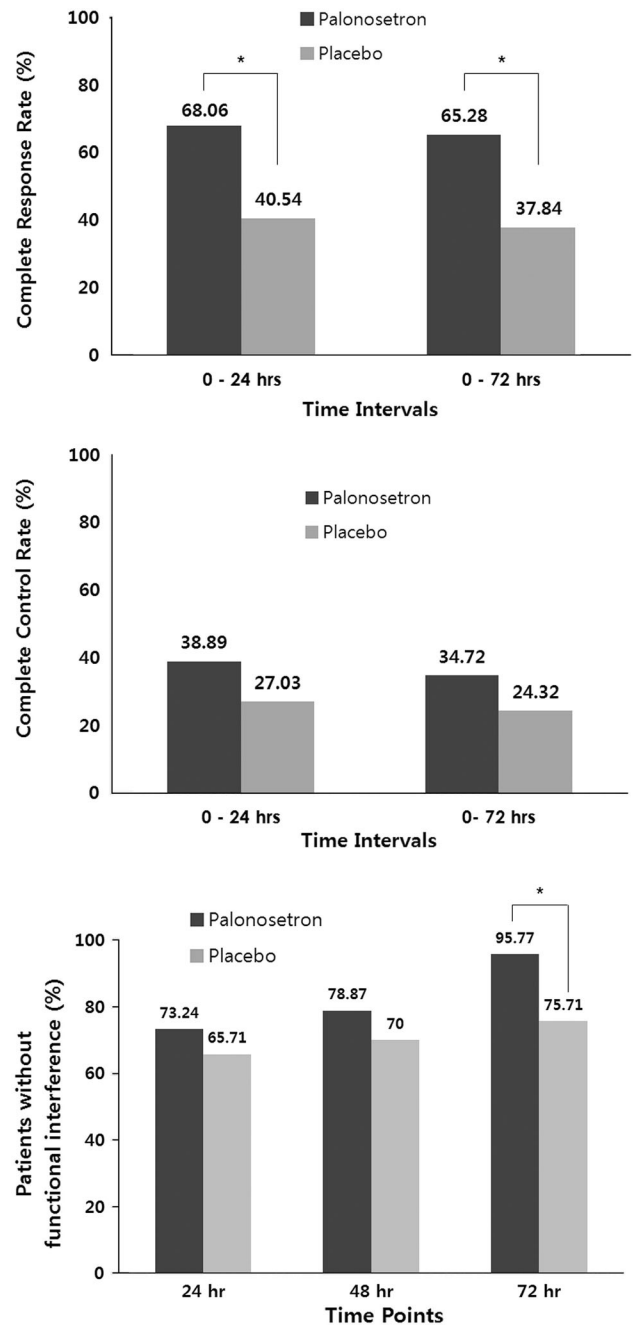 Complete Response Rate (%)
100
80
60
40
20
0
Palonosetron
Placebo
*
*
68.06
40.54
65.28
37.84
0 - 24 hrs
0 - 72 hrs
Time Intervals
Complete Control Rate (%)
100
80
60
40
20
0
Palonosetron
Placebo
38.89
27.03
34.72
24.32
0 - 24 hrs
0- 72 hrs
Time Intervals
Patients without
functional interference (%)
100
80
60
40
20
0
Palonosetron
Placebo
*
73.24
65.71
78.87
70
95.77
75.71
24 hr
48 hr
72 hr
Time Points